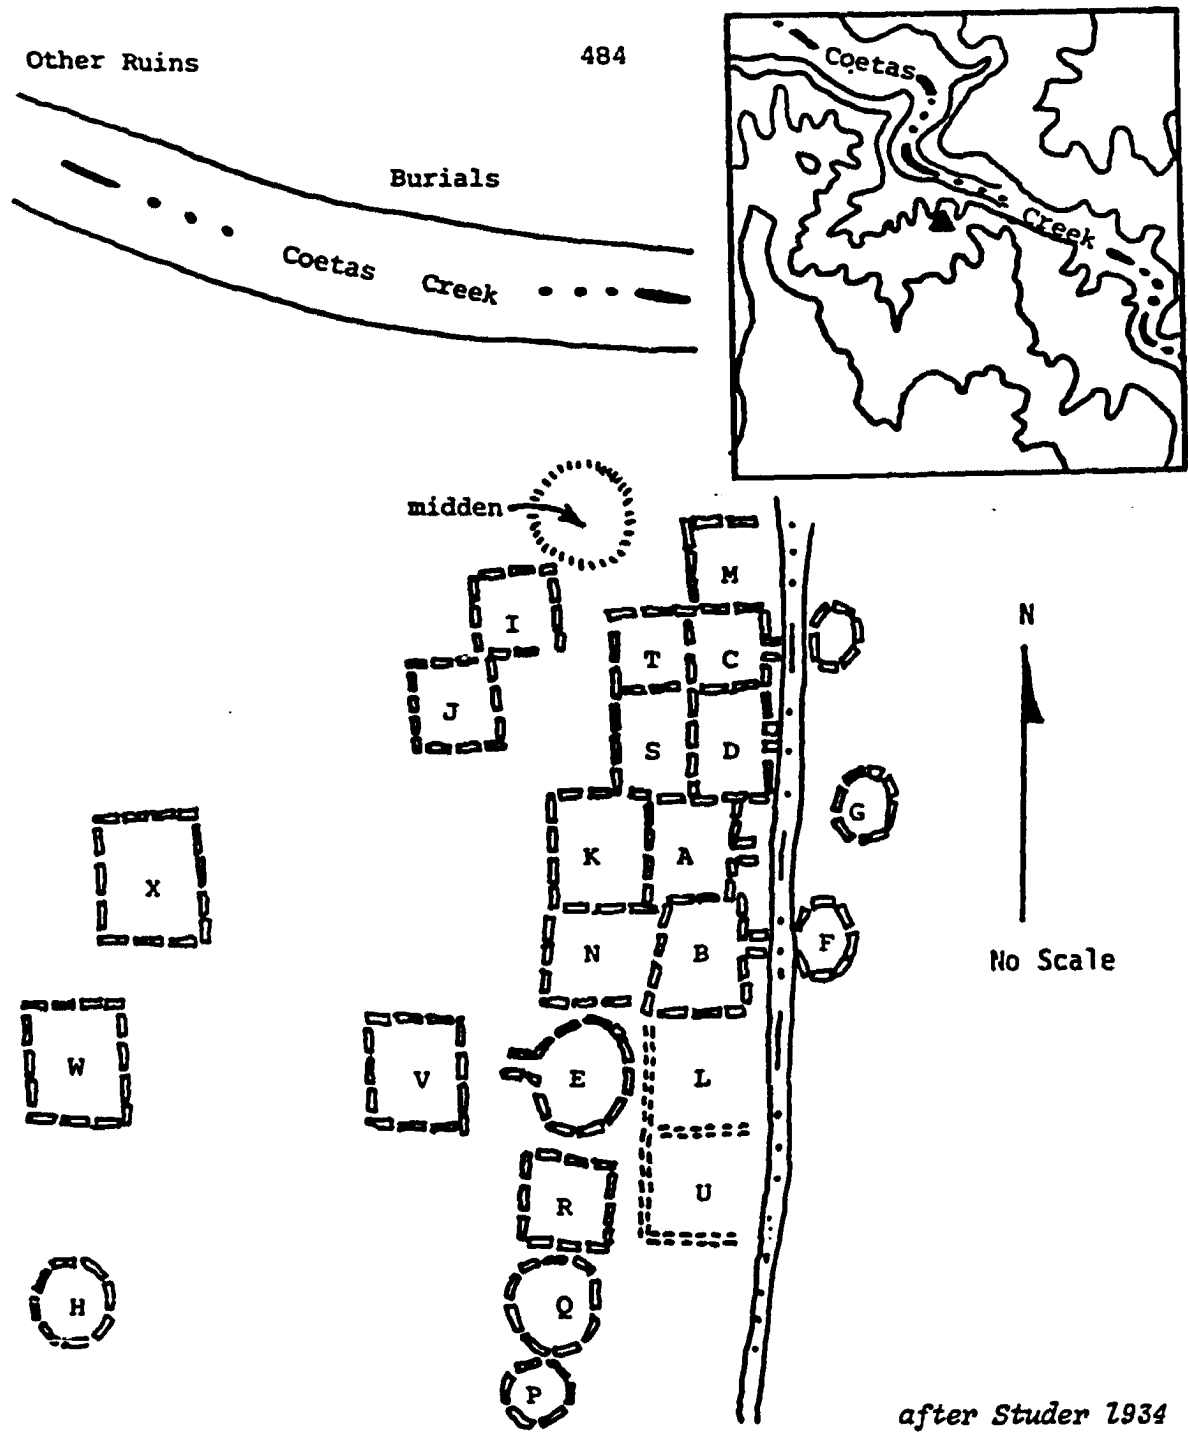 Other Ruins
484
Coetas
Burials
Creek
Coetas Creek
midden
M
I
T
C
J
N
S
D
G
K
A
X
F
N
B
No Scale
W
V
E
L
R
U
H
Q
P
after Studer 1934